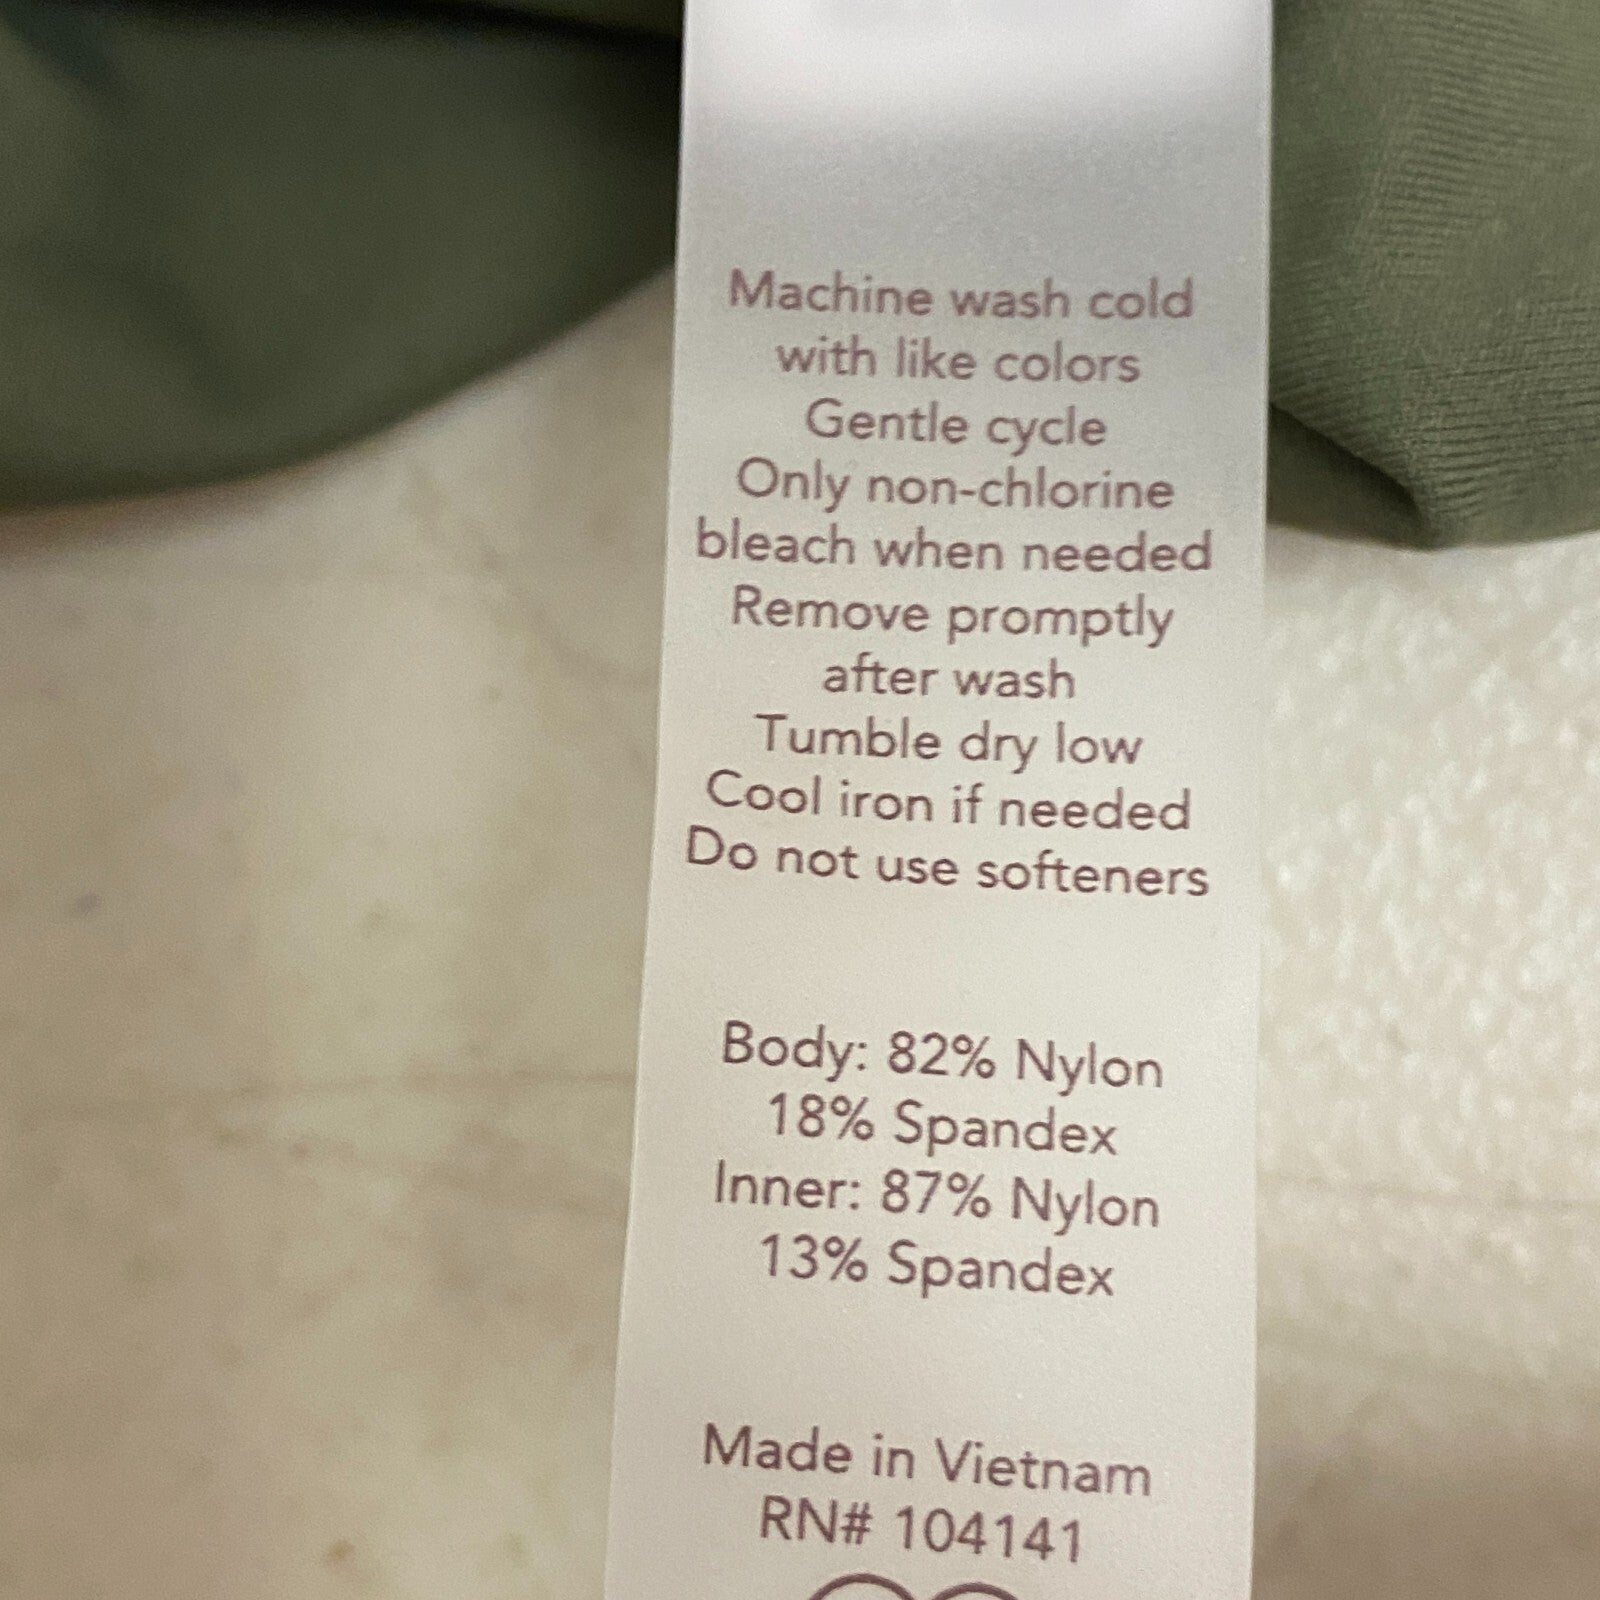 Machine wash cold
with like colors
Gentle cycle
Only non-chlorine
bleach when needed
Remove promptly
after wash
Tumble dry low
Cool iron if needed
Do not use softeners
Body: 82% Nylon
18% Spandex
Inner: 87% Nylon
13% Spandex
Made in Vietnam
RN# 104141